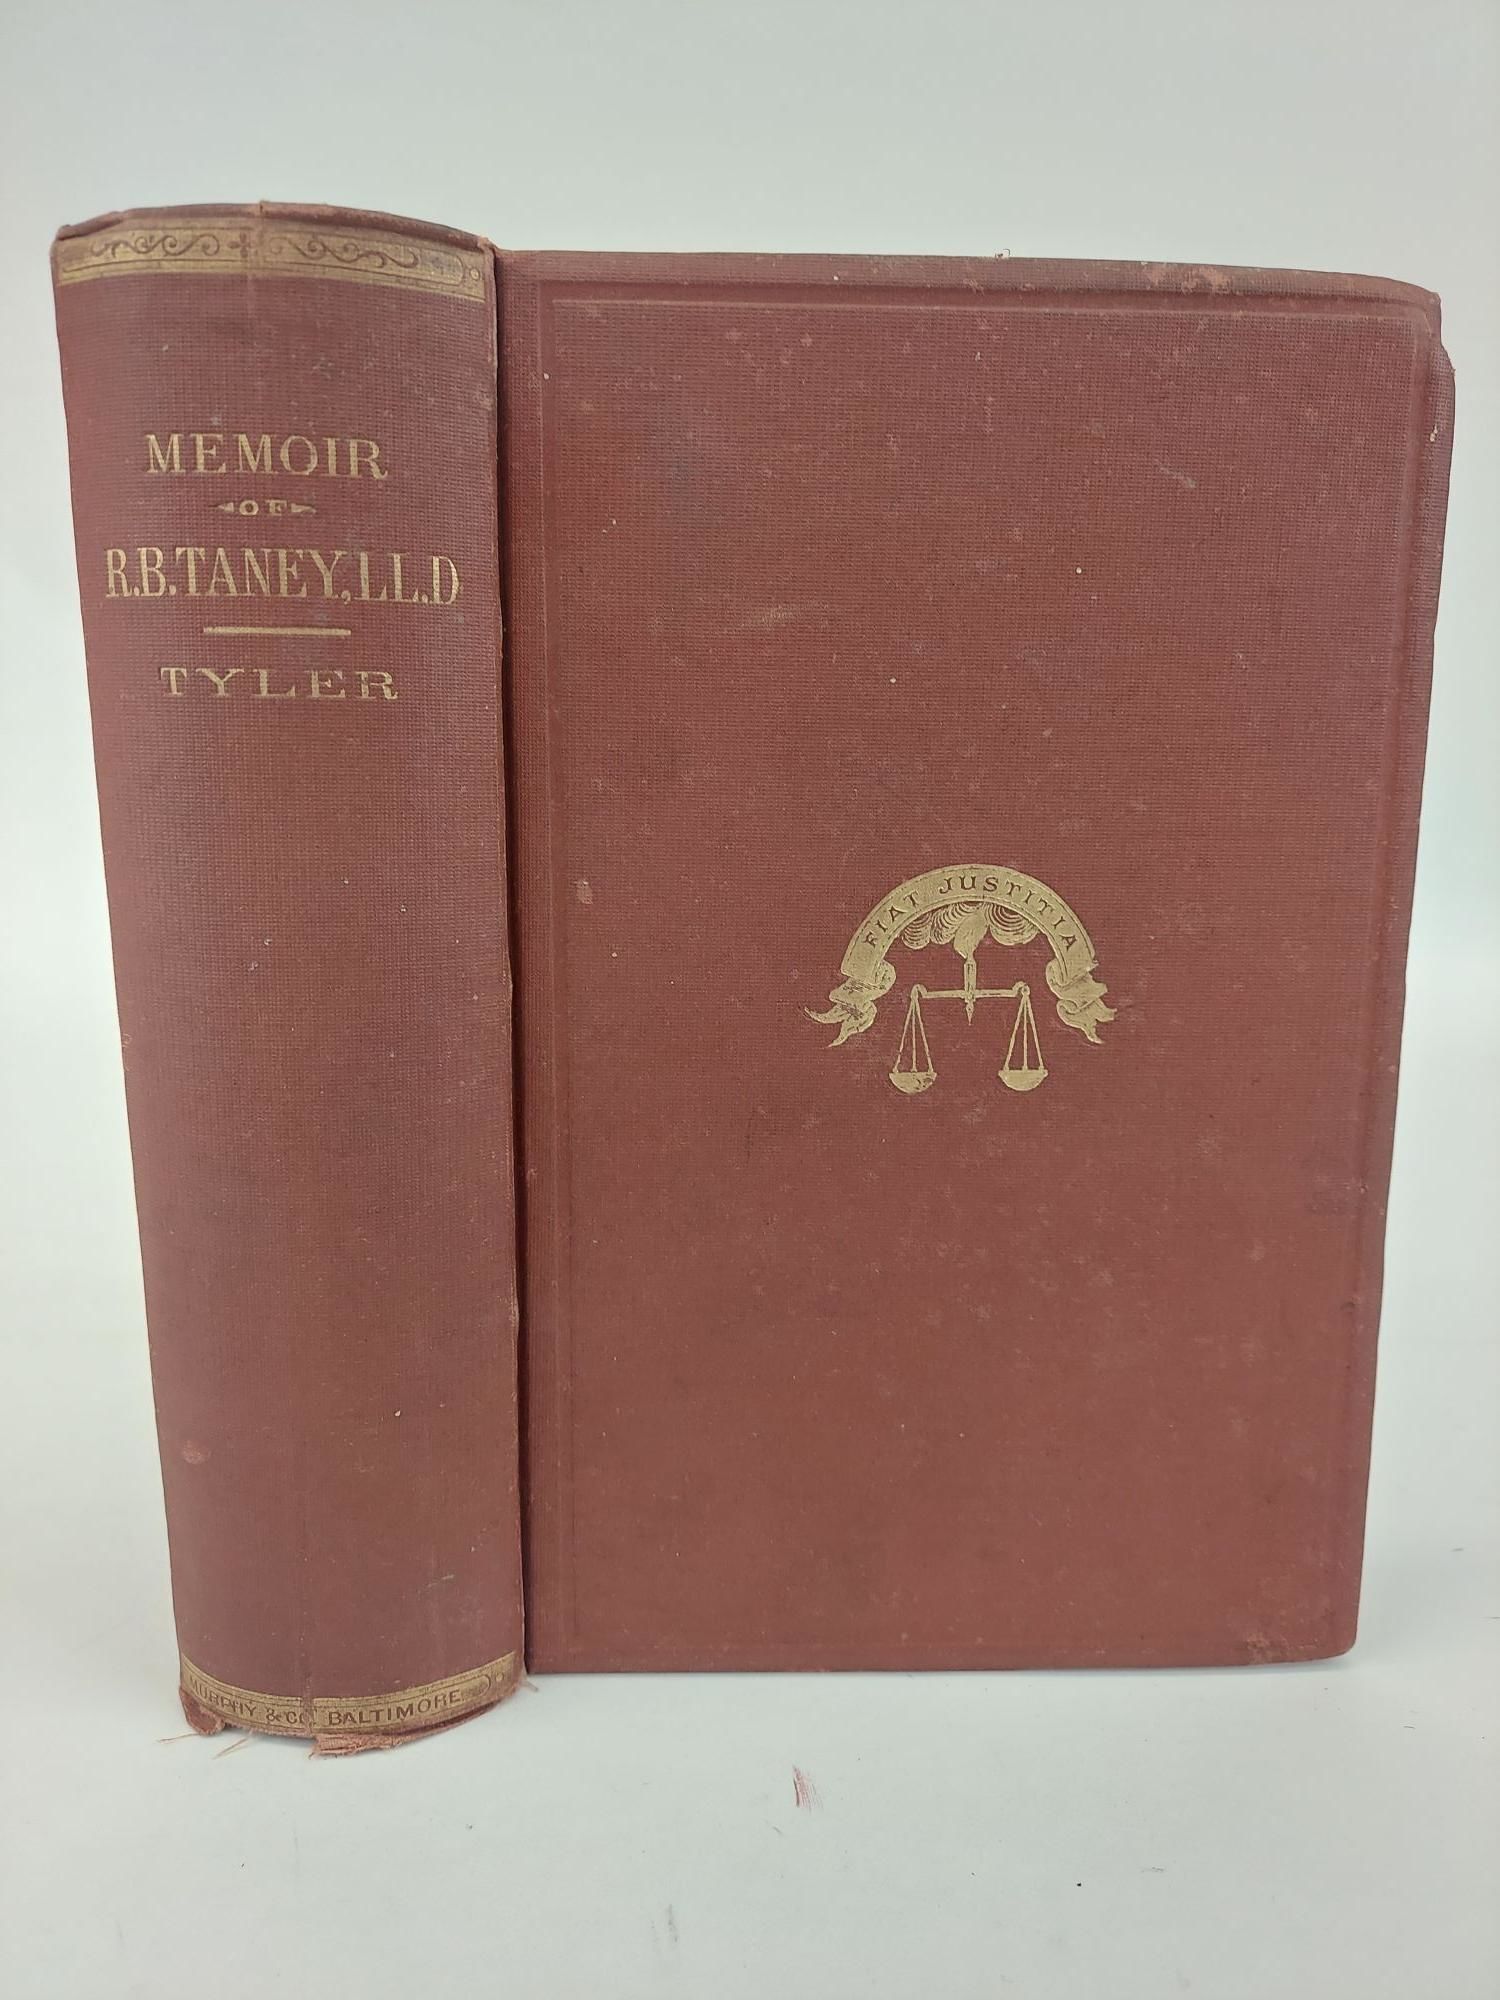 MEMOIR
OF
R.B.TANEY,LL.D
TYLER
MURPHY & CO. BALTIMORE
FIAT JUSTITIA